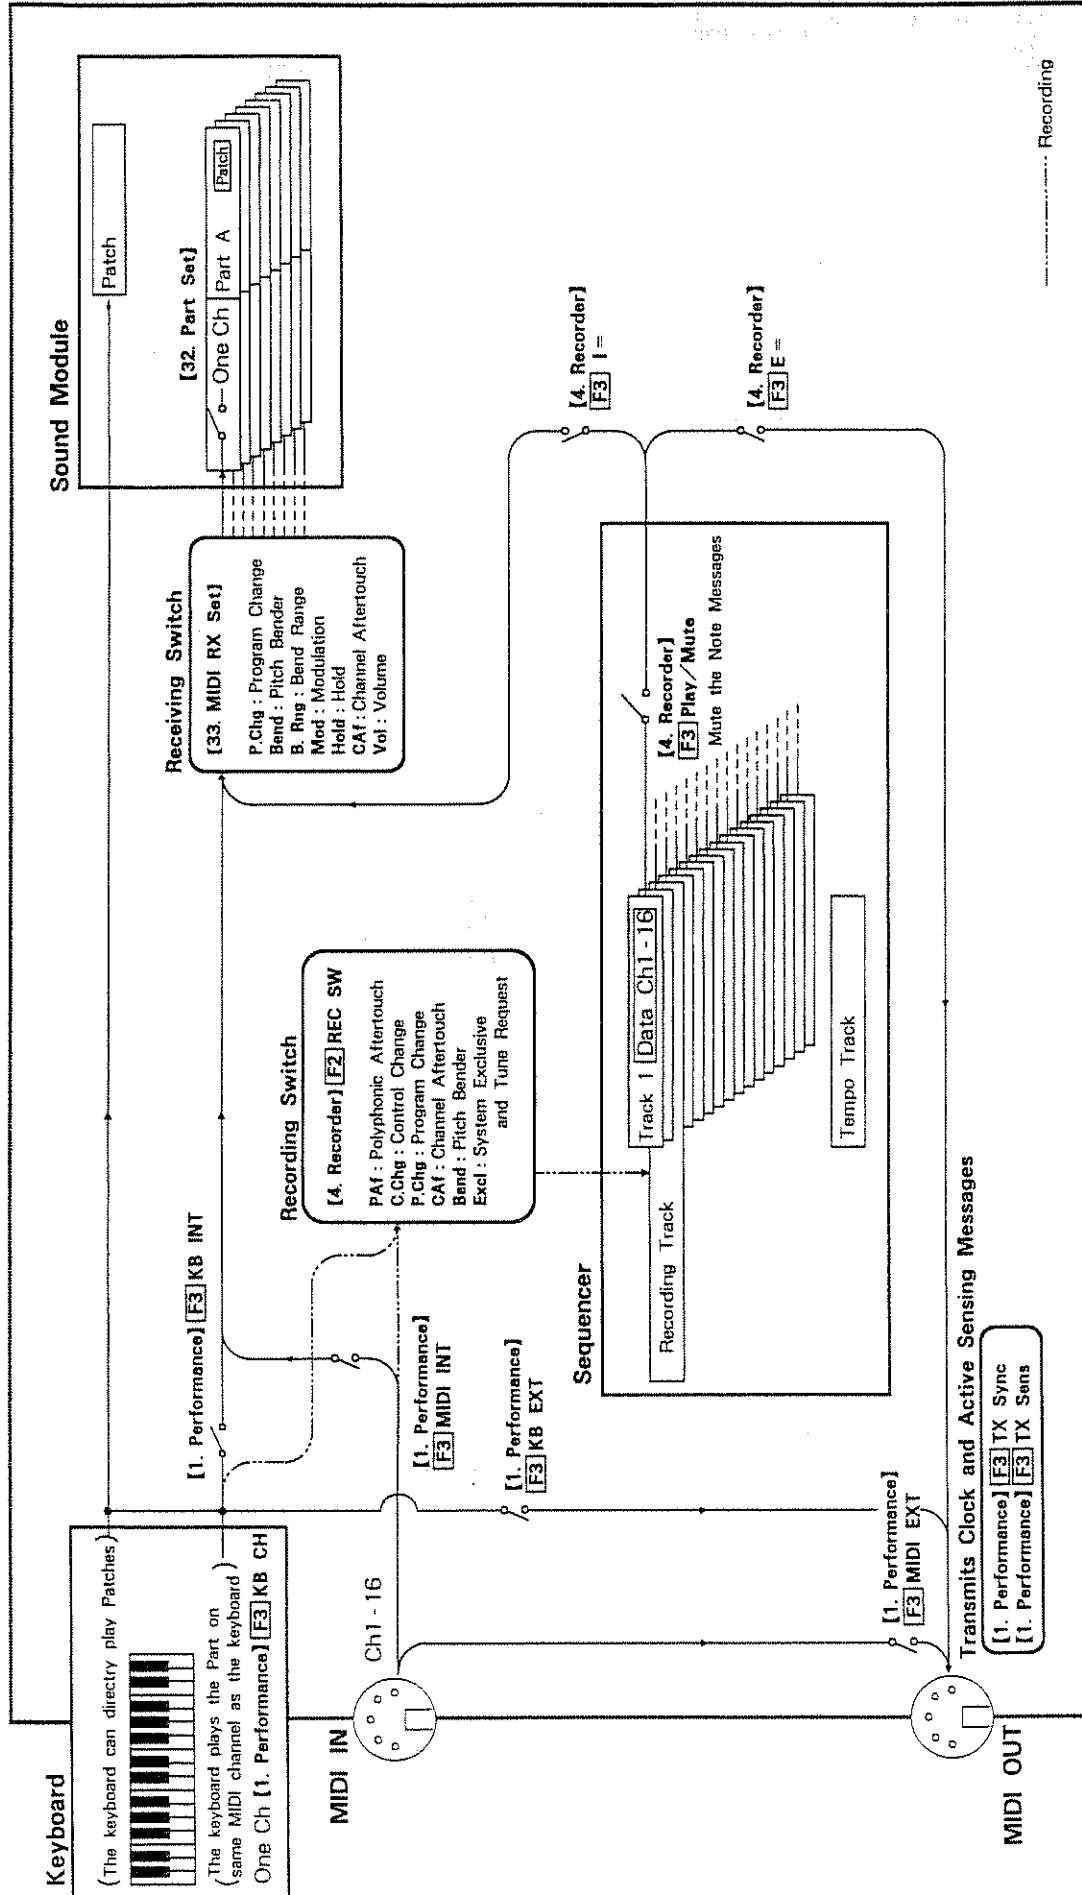 Keyboard
(The keyboard can directry play Patches)
(The keyboard plays the Part on
same MIDI channel as the keyboard)
One Ch [1. Performance] [F3] KB CH
MIDI IN
Ch1-16
MIDI OUT
[1. Performance] [F3] KB INT
[1. Performance]
[F3] MIDI INT
[1. Performance]
[F3] KB EXT
[1. Performance]
[F3] MIDI EXT
Transmits Clock and Active Sensing Messages
[1. Performance] [F3] TX Sync
[1. Performance] [F3] TX Sens
Recording Switch
[4. Recorder] [F2] REC SW
PAf : Polyphonic Aftertouch
C.Chg : Control Change
P.Chg : Program Change
CAf : Channel Aftertouch
Bend : Pitch Bender
Excl : System Exclusive
and Tune Request
Sequencer
Recording Track
Track 1 Data Ch1-16
Tempo Track
[4. Recorder]
[F3] Play/Mute
Mute the Note Messages
Receiving Switch
[33. MIDI RX Set]
P.Chg : Program Change
Bend : Pitch Bender
B. Rng : Bend Range
Mod : Modulation
Hold : Hold
CAf : Channel Aftertouch
Vol : Volume
[4. Recorder]
[F3] I =
[4. Recorder]
[F3] E =
Sound Module
Patch
[32. Part Set]
One Ch Part A Patch
Recording